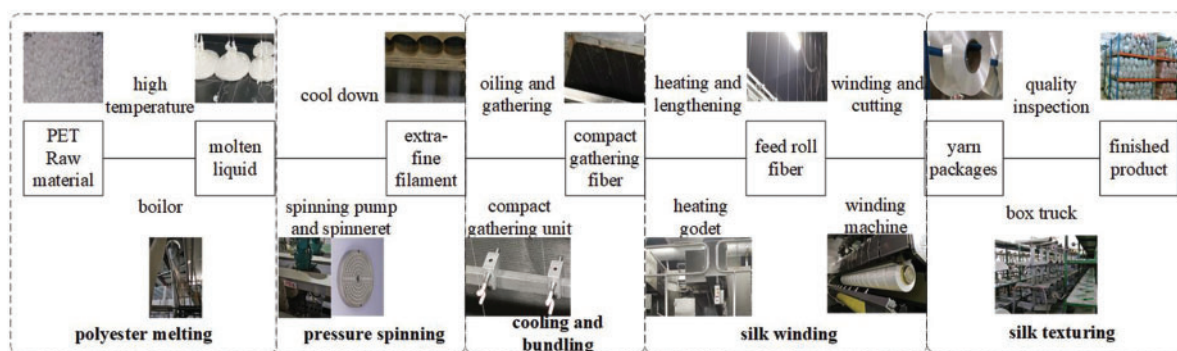 high
temperature
cool down
oiling and
gathering
heating and
lengthening
winding and
cutting
quality
inspection
PET
Raw
material
molten
liquid
extra-
fine
filament
compact
gathering
fiber
feed roll
fiber
yarn
packages
finished
product
boilor
spinning pump
and spinneret
compact
gathering unit
heating
godet
winding
machine
box truck
polyester melting
pressure spinning
cooling and
bundling
silk winding
silk texturing